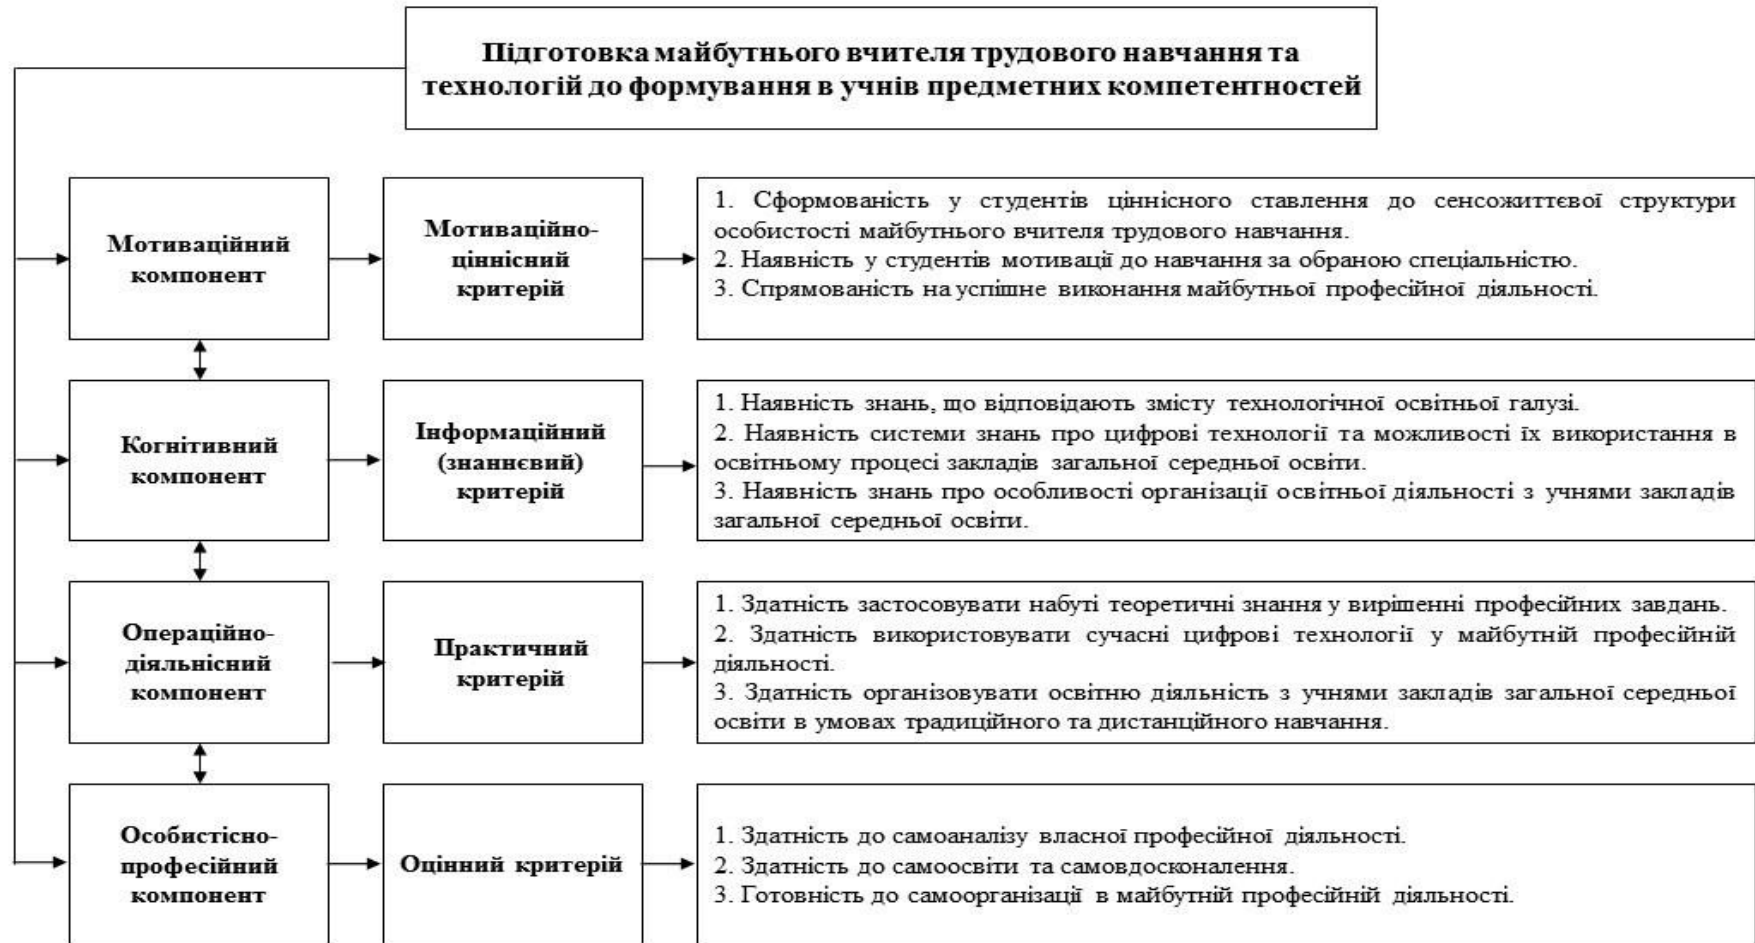 Підготовка майбутнього вчителя трудового навчання та
технологій до формування в учнів предметних компетентностей
Мотиваційний
компонент
Мотиваційно-
ціннісний
критерій
1. Сформованість у студентів ціннісного ставлення до сенсожиттєвої структури
особистості майбутнього вчителя трудового навчання.
2. Наявність у студентів мотивації до навчання за обраною спеціальністю.
3. Спрямованість на успішне виконання майбутньої професійної діяльності.
Когнітивний
компонент
Інформаційний
(знаннєвий)
критерій
1. Наявність знань, що відповідають змісту технологічної освітньої галузі.
2. Наявність системи знань про цифрові технології та можливості їх використання в
освітньому процесі закладів загальної середньої освіти.
3. Наявність знань про особливості організації освітньої діяльності з учнями закладів
загальної середньої освіти.
Операційно-
діяльнісний
компонент
Практичний
критерій
1. Здатність застосовувати набуті теоретичні знання у вирішенні професійних завдань.
2. Здатність використовувати сучасні цифрові технології у майбутній професійній
діяльності.
3. Здатність організовувати освітню діяльність з учнями закладів загальної середньої
освіти в умовах традиційного та дистанційного навчання.
Особистісно-
професійний
компонент
Оцінний критерій
1. Здатність до самоаналізу власної професійної діяльності.
2. Здатність до самоосвіти та самовдосконалення.
3. Готовність до самоорганізації в майбутній професійній діяльності.